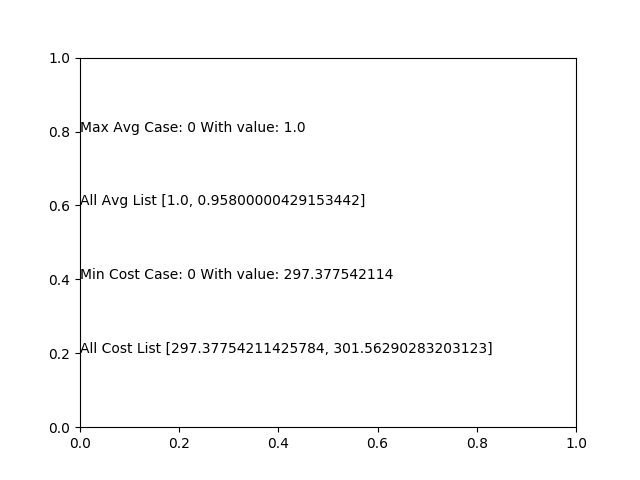 1.0
0.8
Max Avg Case: 0 With value: 1.0
0.6
All Avg List [1.0, 0.95800000429153442]
0.4
Min Cost Case: 0 With value: 297.377542114
0.2
All Cost List [297.37754211425784, 301.56290283203123]
0.0
0.0 0.2 0.4 0.6 0.8 1.0